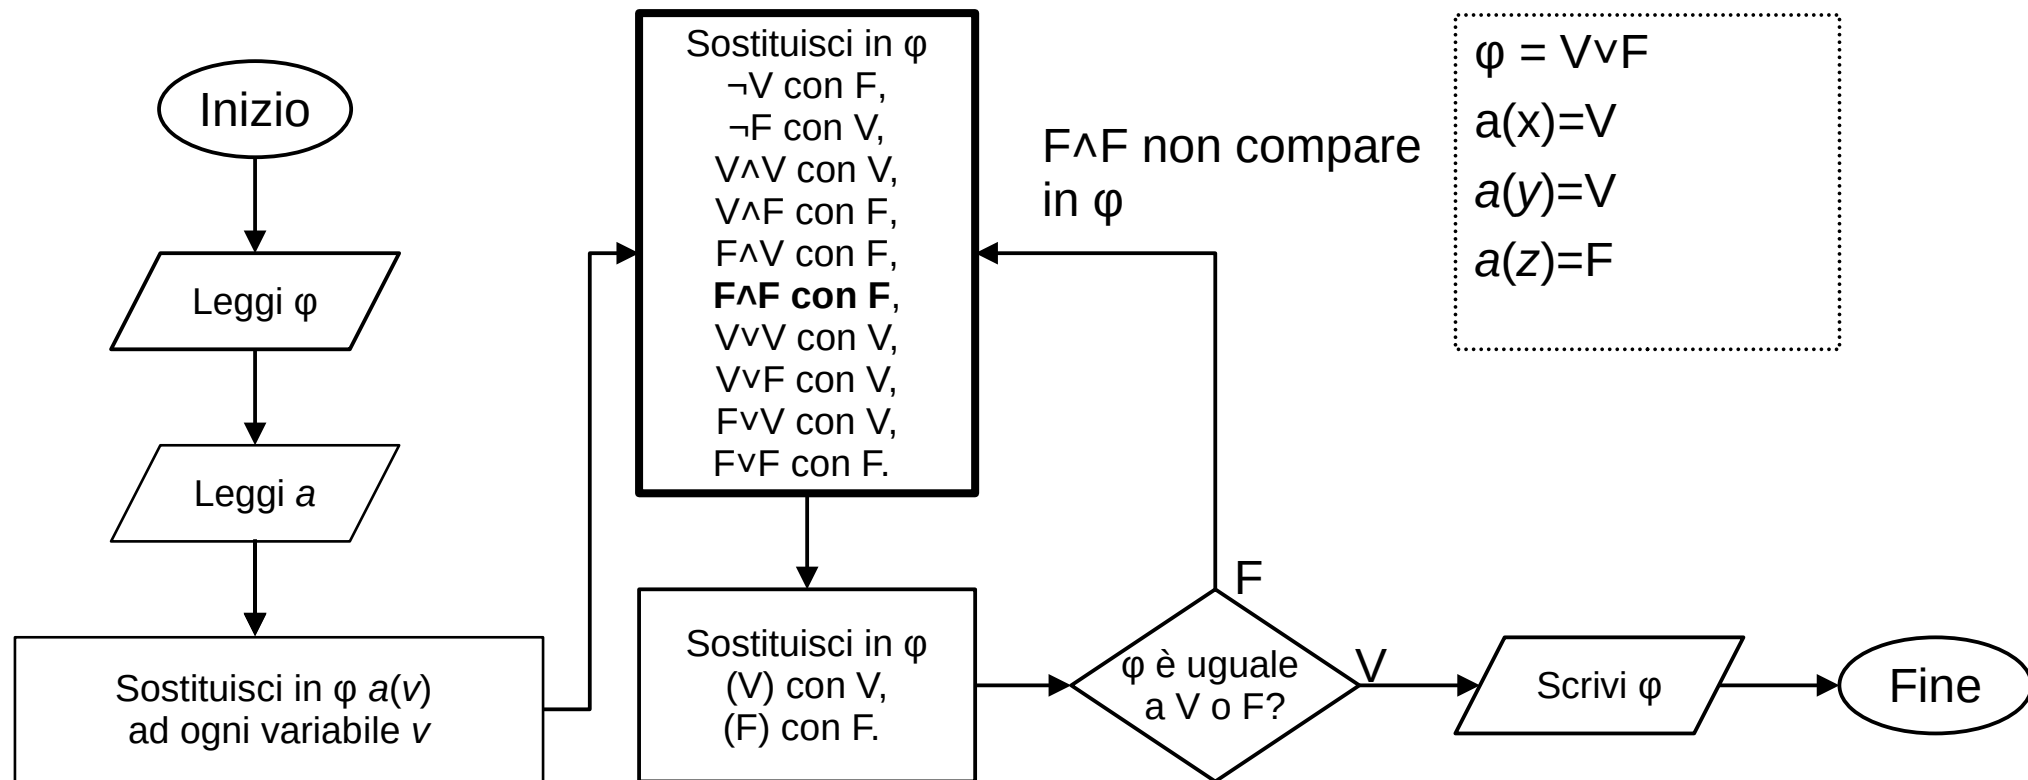 Inizio
Leggi φ
Leggi a
Sostituisci in φ a(v)
ad ogni variabile v
Sostituisci in φ
¬V con F,
¬F con V,
V∧V con V,
V∧F con F,
F∧V con F,
F∧F con F,
V∨V con V,
V∨F con V,
F∨V con V,
F∨F con F.
Sostituisci in φ
(V) con V,
(F) con F.
F∧F non compare
in φ
F
φ è uguale
a V o F?
V
Scrivi φ
Fine
φ = V∨F
a(x)=V
a(y)=V
a(z)=F